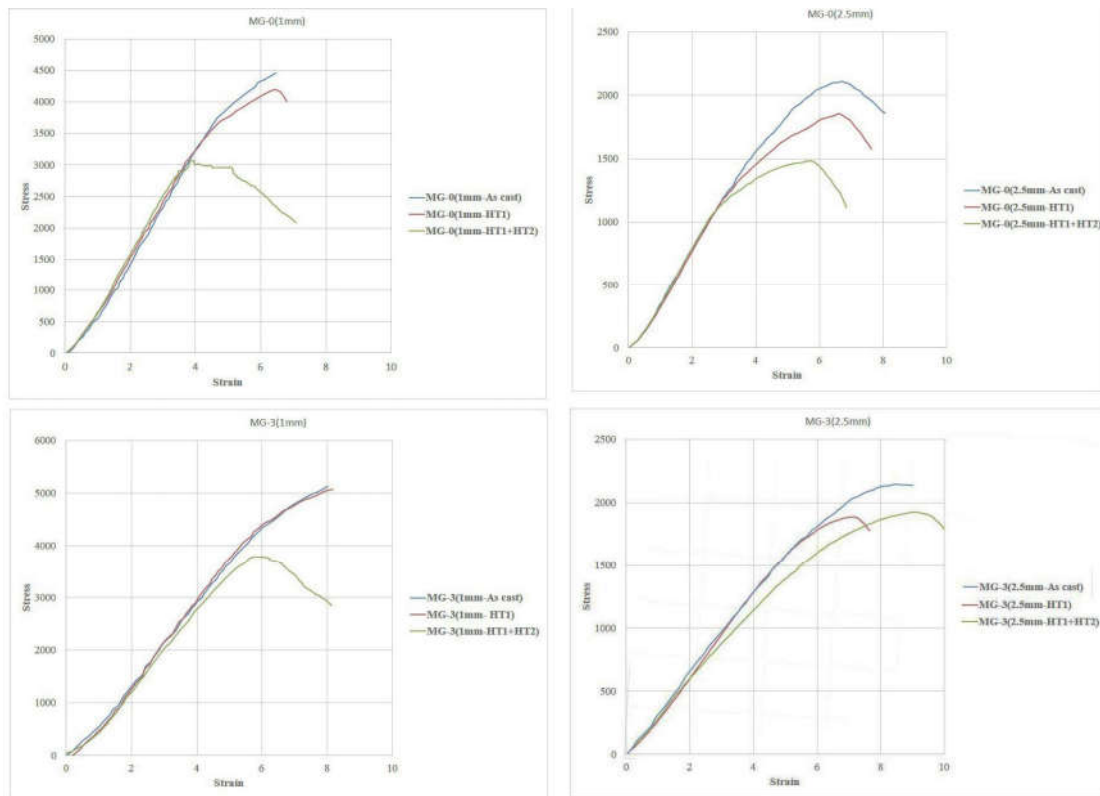 MG-0(1mm)
5000
4500
4000
3500
3000
2500
2000
1500
1000
500
0
Stress
0 2 4 6 8 10
Strain
MG-0(1mm-As cast)
MG-0(1mm-HT1)
MG-0(1mm-HT1+HT2)
MG-0(2.5mm)
2500
2000
1500
1000
500
0
Stress
0 2 4 6 8 10
Strain
MG-0(2.5mm-As cast)
MG-0(2.5mm-HT1)
MG-0(2.5mm-HT1+HT2)
MG-3(1mm)
6000
5000
4000
3000
2000
1000
0
Stress
0 2 4 6 8 10
Strain
MG-3(1mm-As cast)
MG-3(1mm- HT1)
MG-3(1mm-HT1+HT2)
MG-3(2.5mm)
2500
2000
1500
1000
500
0
Stress
0 2 4 6 8 10
Strain
MG-3(2.5mm-As cast)
MG-3(2.5mm-HT1)
MG-3(2.5mm-HT1+HT2)